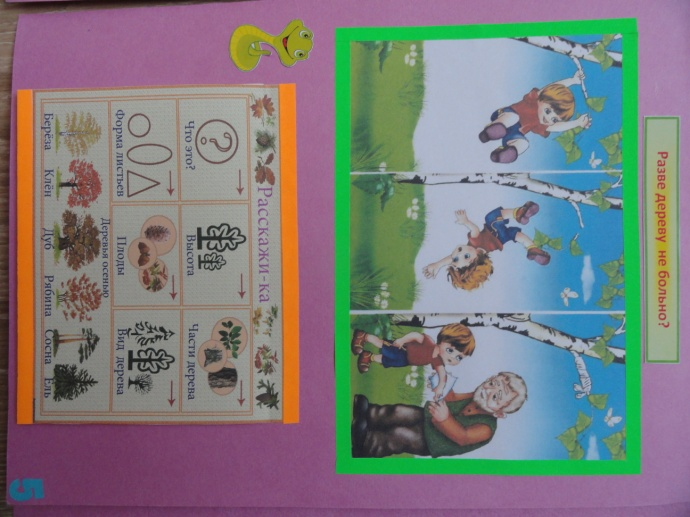 Разве дереву не больно?
Расскажи-ка
Что это?
Высота
Части дерева
Форма листьев
Плоды
Вид дерева
Деревья осенью
Берёза Клён Дуб Рябина Сосна Ель
5